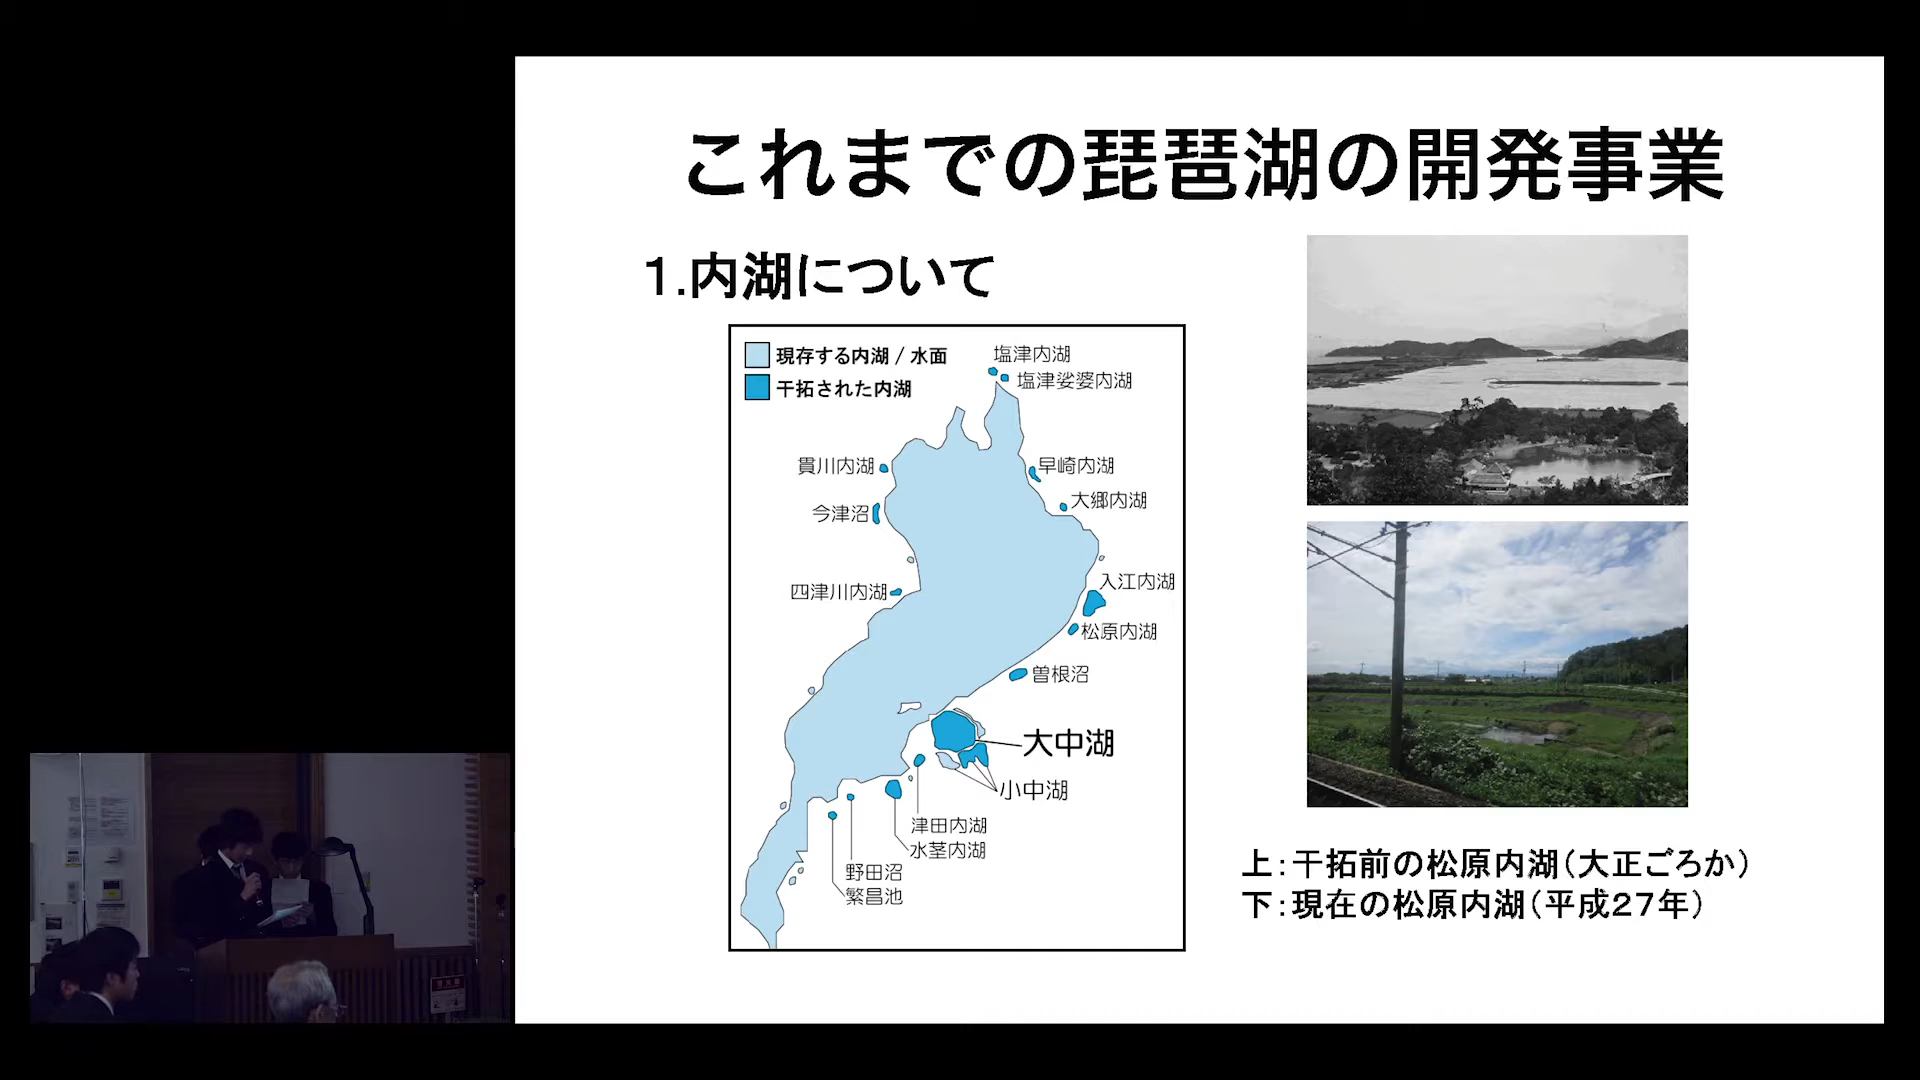 これまでの琵琶湖の開発事業
1.内湖について
現存する内湖 / 水面
干拓された内湖
塩津内湖
塩津娑婆内湖
貫川内湖
早崎内湖
大郷内湖
今津沼
入江内湖
四津川内湖
松原内湖
曽根沼
大中湖
小中湖
津田内湖
水茎内湖
野田沼
繁昌池
上：干拓前の松原内湖（大正ごろか）
下：現在の松原内湖（平成27年）